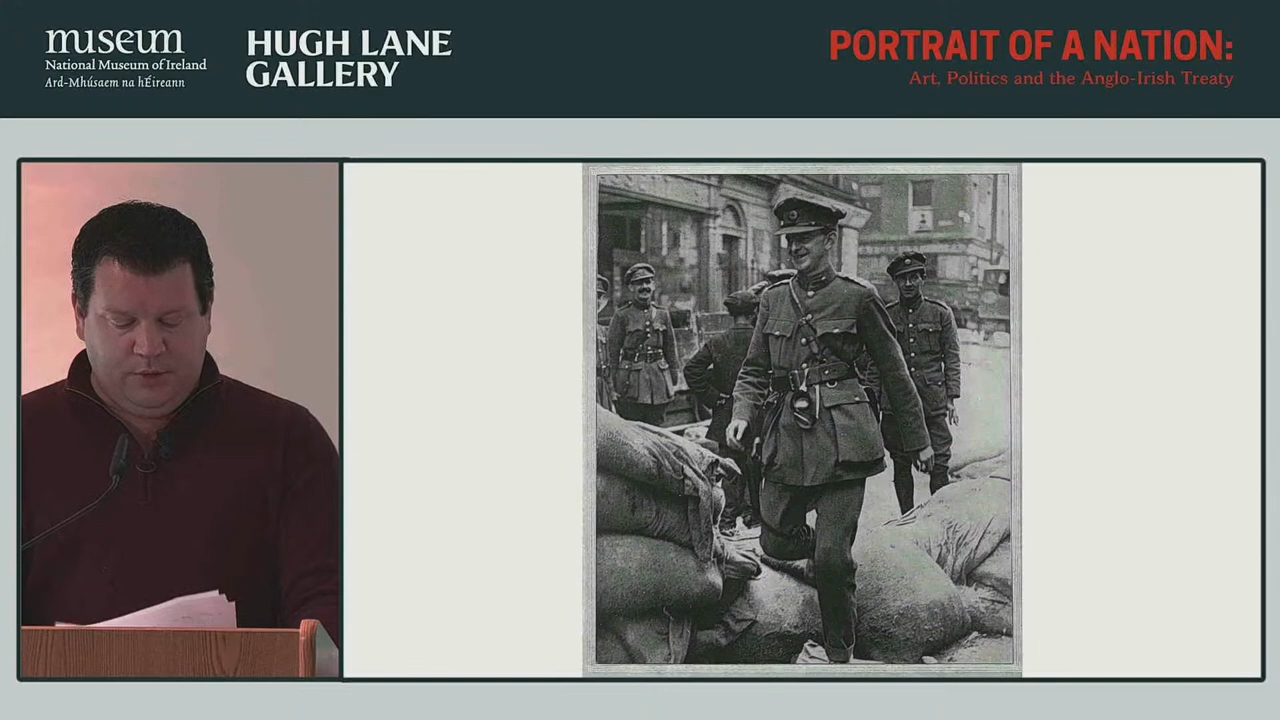 museum
National Museum of Ireland
Ard-Mhúsaem na hÉireann
HUGH LANE
GALLERY
PORTRAIT OF A NATION:
Art, Politics and the Anglo-Irish Treaty